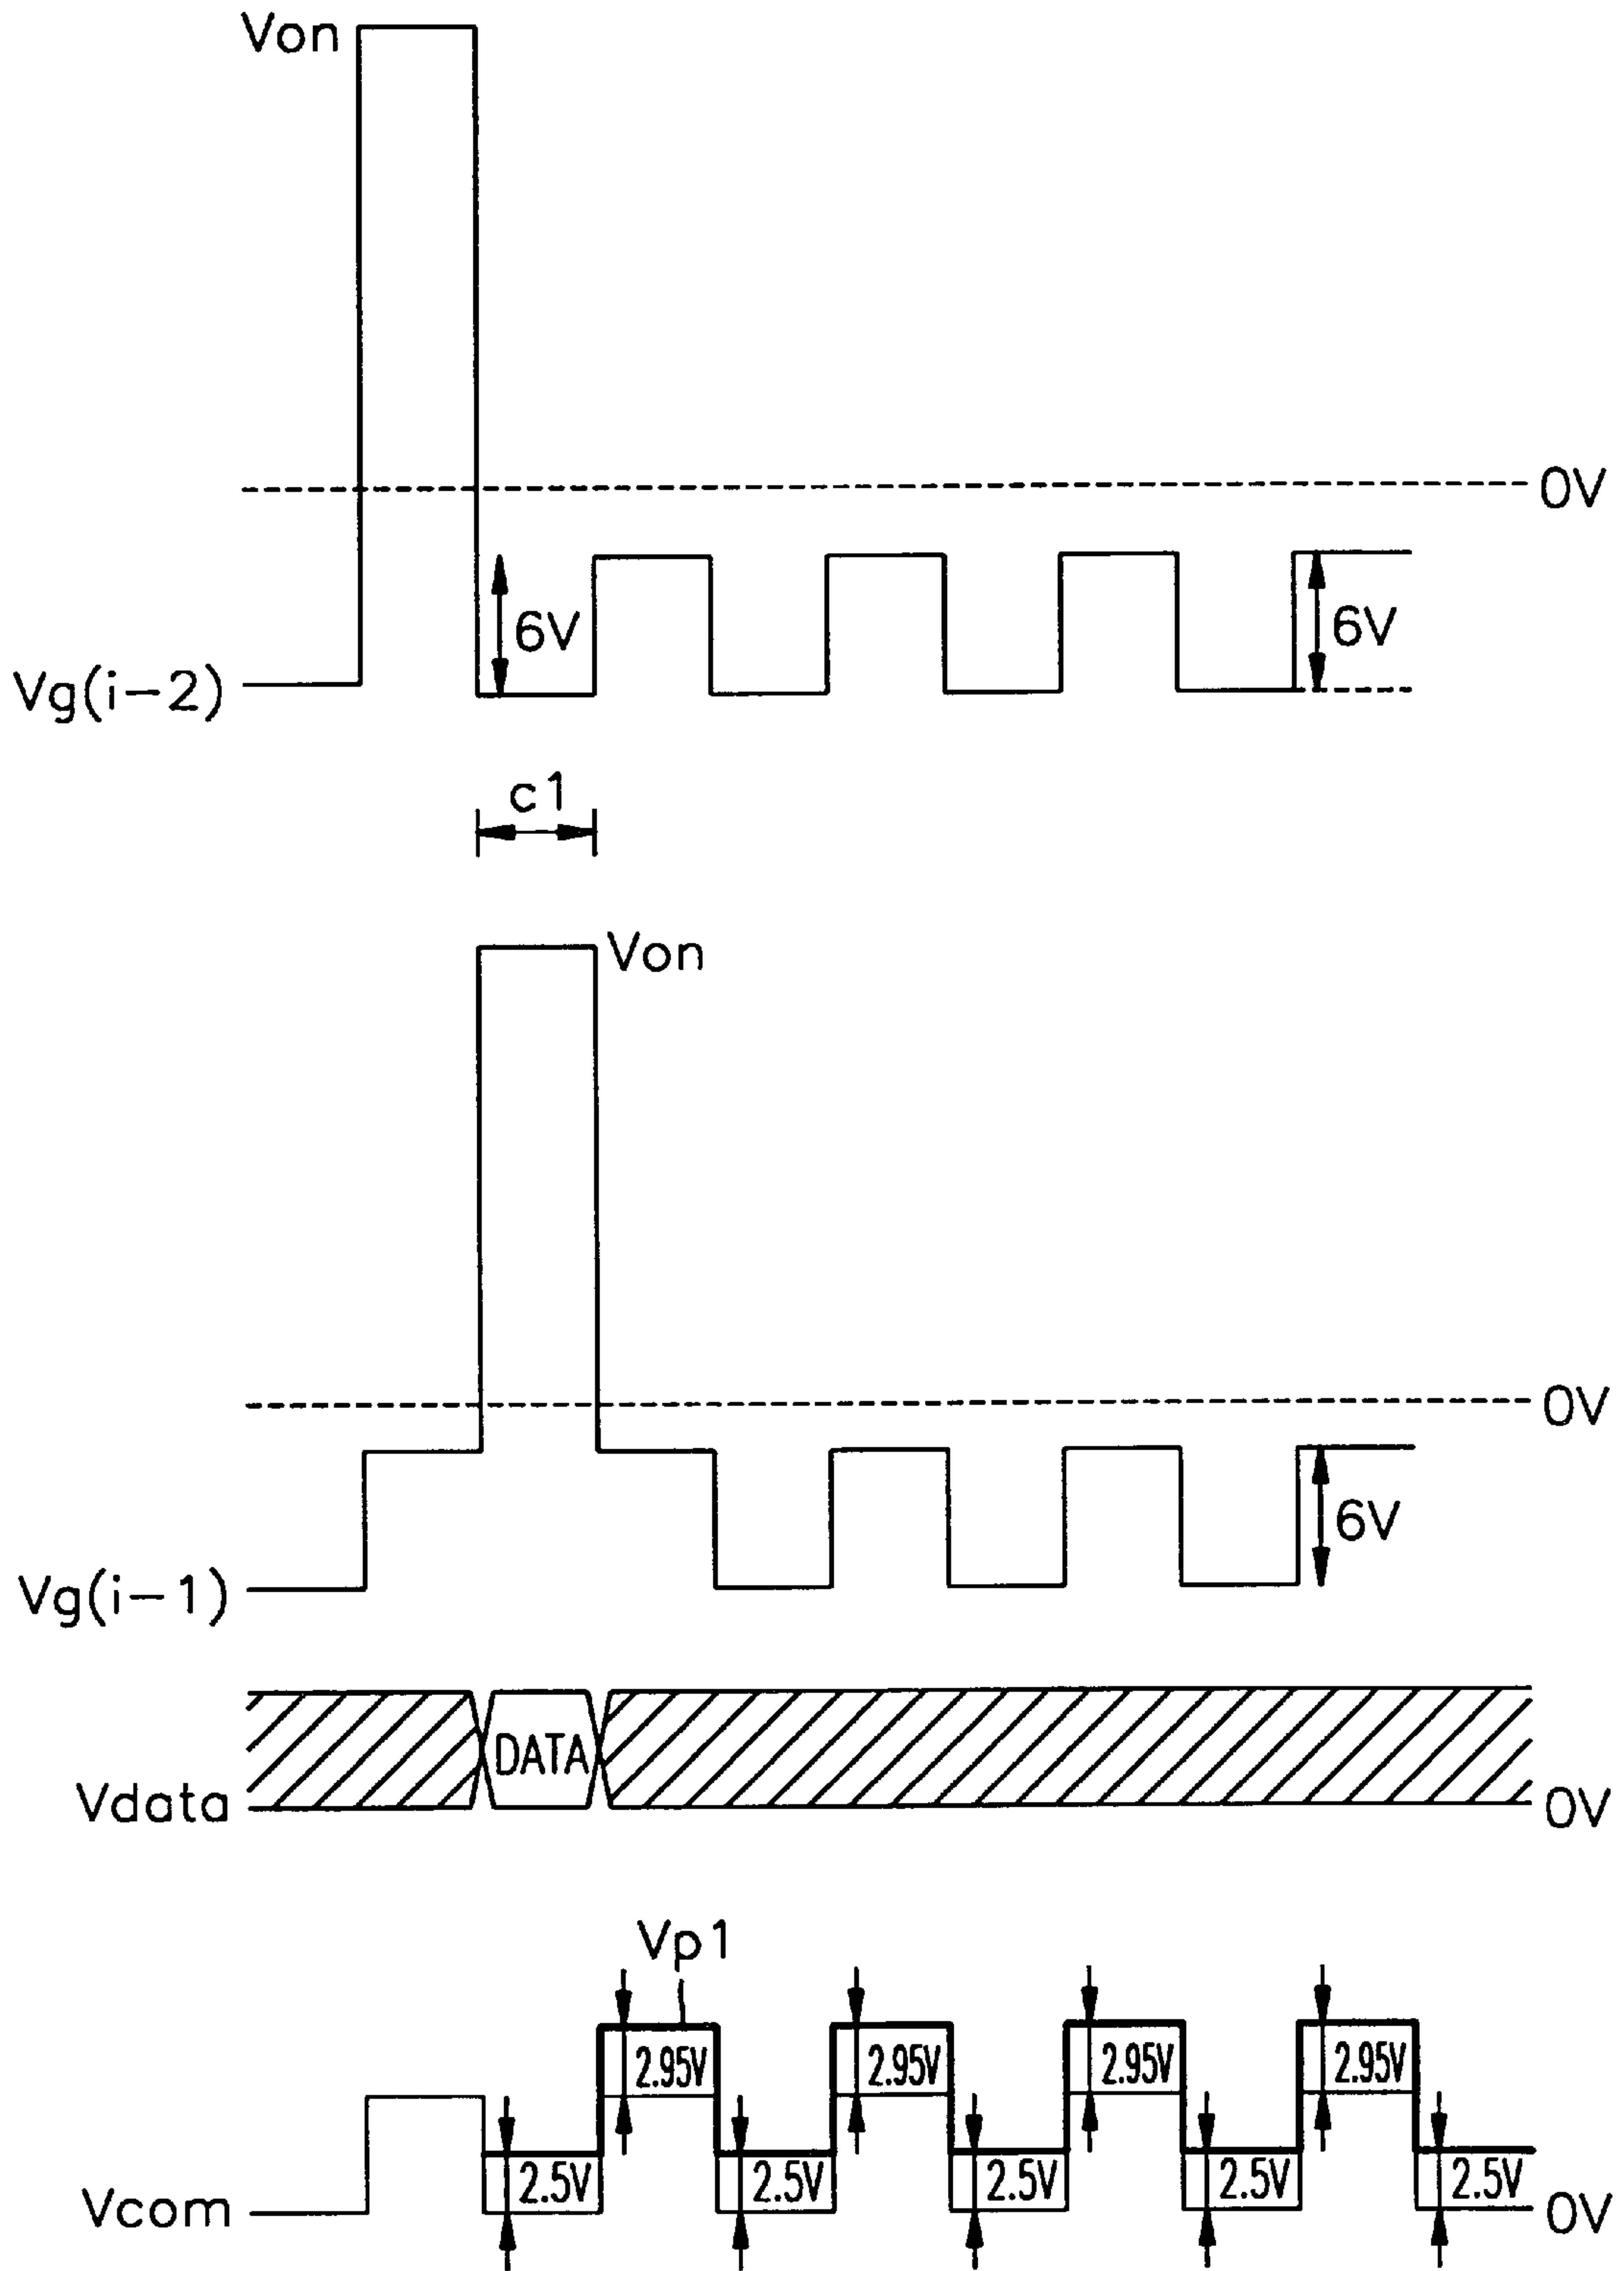 Von
0V
6V
6V
Vg(i-2)
c1
Von
0V
6V
Vg(i-1)
DATA
Vdata
0V
Vp1
2.95V
2.95V
2.95V
2.95V
2.5V
2.5V
2.5V
2.5V
2.5V
Vcom
0V